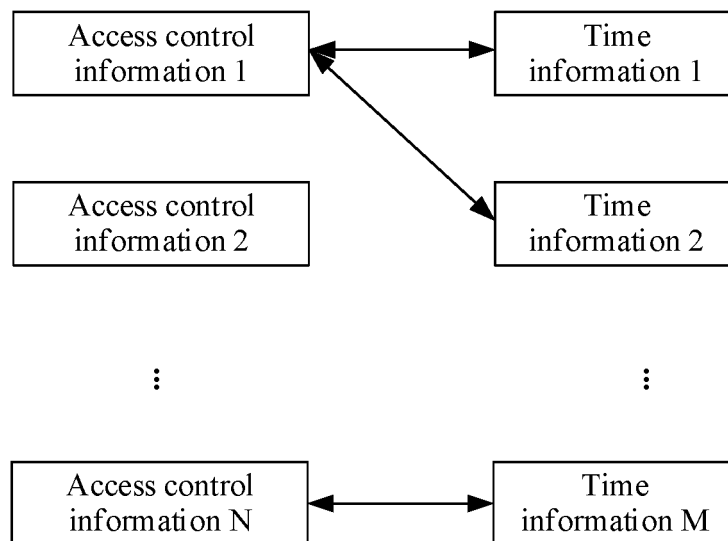 Access control
information 1
Time
information 1
Access control
information 2
Time
information 2
⋮
⋮
Access control
information N
Time
information M